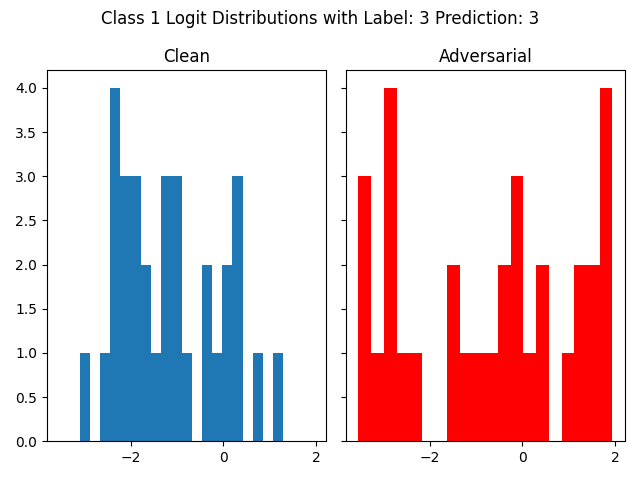 Class 1 Logit Distributions with Label: 3 Prediction: 3
Clean
Adversarial
4.0
3.5
3.0
2.5
2.0
1.5
1.0
0.5
0.0
−2 0 2
−2 0 2